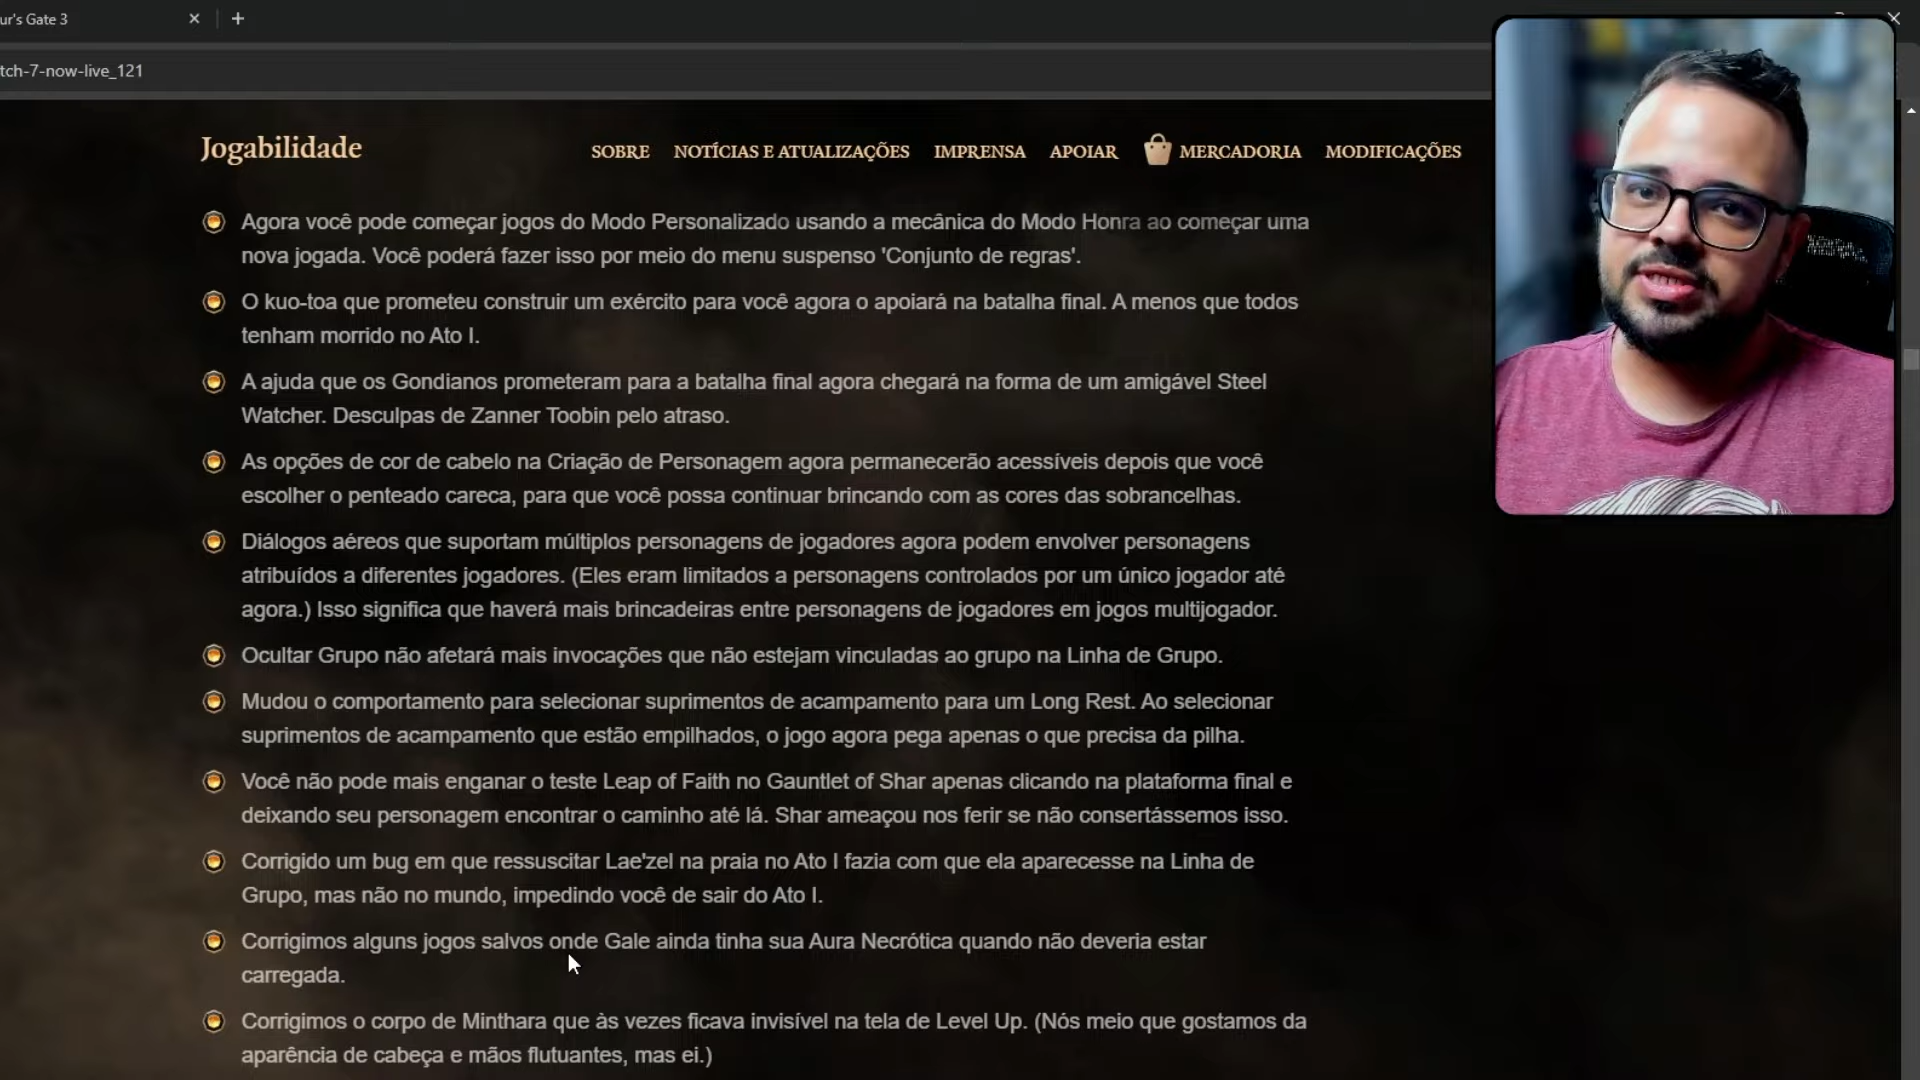 ur's Gate 3
tch-7-now-live_121
Jogabilidade
SOBRE NOTÍCIAS E ATUALIZAÇÕES IMPRENSA APOIAR MERCADORIA MODIFICAÇÕES
Agora você pode começar jogos do Modo Personalizado usando a mecânica do Modo Honra ao começar uma
nova jogada. Você poderá fazer isso por meio do menu suspenso 'Conjunto de regras'.
O kuo-toa que prometeu construir um exército para você agora o apoiará na batalha final. A menos que todos
tenham morrido no Ato I.
A ajuda que os Gondianos prometeram para a batalha final agora chegará na forma de um amigável Steel
Watcher. Desculpas de Zanner Toobin pelo atraso.
As opções de cor de cabelo na Criação de Personagem agora permanecerão acessíveis depois que você
escolher o penteado careca, para que você possa continuar brincando com as cores das sobrancelhas.
Diálogos aéreos que suportam múltiplos personagens de jogadores agora podem envolver personagens
atribuídos a diferentes jogadores. (Eles eram limitados a personagens controlados por um único jogador até
agora.) Isso significa que haverá mais brincadeiras entre personagens de jogadores em jogos multijogador.
Ocultar Grupo não afetará mais invocações que não estejam vinculadas ao grupo na Linha de Grupo.
Mudou o comportamento para selecionar suprimentos de acampamento para um Long Rest. Ao selecionar
suprimentos de acampamento que estão empilhados, o jogo agora pega apenas o que precisa da pilha.
Você não pode mais enganar o teste Leap of Faith no Gauntlet of Shar apenas clicando na plataforma final e
deixando seu personagem encontrar o caminho até lá. Shar ameaçou nos ferir se não consertássemos isso.
Corrigido um bug em que ressuscitar Lae'zel na praia no Ato I fazia com que ela aparecesse na Linha de
Grupo, mas não no mundo, impedindo você de sair do Ato I.
Corrigimos alguns jogos salvos onde Gale ainda tinha sua Aura Necrótica quando não deveria estar
carregada.
Corrigimos o corpo de Minthara que às vezes ficava invisível na tela de Level Up. (Nós meio que gostamos da
aparência de cabeça e mãos flutuantes, mas ei.)